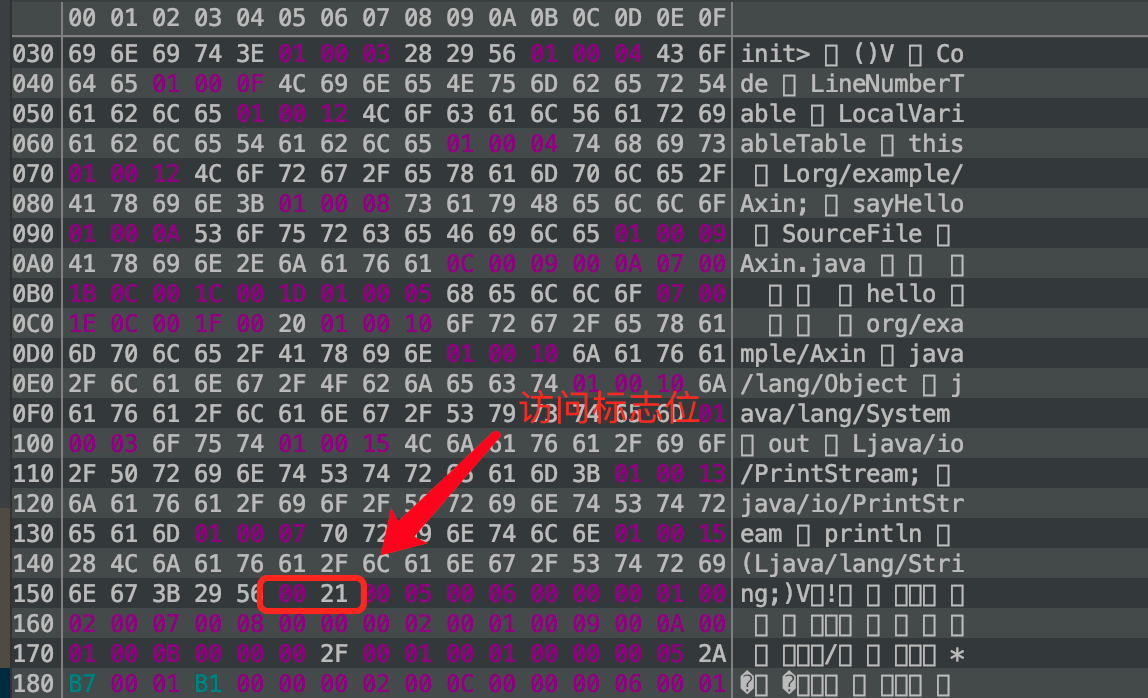 00 01 02 03 04 05 06 07 08 09 0A 0B 0C 0D 0E 0F
030 69 6E 69 74 3E 01 00 03 28 29 56 01 00 04 43 6F init> ()V Co
040 64 65 01 00 0F 4C 69 6E 65 4E 75 6D 62 65 72 54 de LineNumberT
050 61 62 6C 65 01 00 12 4C 6F 63 61 6C 56 61 72 69 able LocalVari
060 61 62 6C 65 54 61 62 6C 65 01 00 04 74 68 69 73 ableTable this
070 01 00 12 4C 6F 72 67 2F 65 78 61 6D 70 6C 65 2F Lorg/example/
080 41 78 69 6E 3B 01 00 08 73 61 79 48 65 6C 6C 6F Axin; sayHello
090 01 00 0A 53 6F 75 72 63 65 46 69 6C 65 01 00 09 SourceFile
0A0 41 78 69 6E 2E 6A 61 76 61 0C 00 09 00 0A 07 00 Axin.java
0B0 1B 0C 00 1C 00 1D 01 00 05 68 65 6C 6C 6F 07 00 hello
0C0 1E 0C 00 1F 00 20 01 00 10 6F 72 67 2F 65 78 61 org/exa
0D0 6D 70 6C 65 2F 41 78 69 6E 01 00 10 6A 61 76 61 mple/Axin java
0E0 2F 6C 61 6E 67 2F 4F 62 6A 65 63 74 01 00 10 6A /lang/Object j
访问标志位
0F0 61 76 61 2F 6C 61 6E 67 2F 53 79 73 74 65 6D 01 ava/lang/System
100 00 03 6F 75 74 01 00 15 4C 6A 61 76 61 2F 69 6F out Ljava/io
110 2F 50 72 69 6E 74 53 74 72 61 6D 3B 01 00 13 /PrintStream;
120 6A 61 76 61 2F 69 6F 2F 72 69 6E 74 53 74 72 java/io/PrintStr
130 65 61 6D 01 00 07 70 72 6E 74 6C 6E 01 00 15 eam println
140 28 4C 6A 61 76 61 2F 6C 61 6E 67 2F 53 74 72 69 (Ljava/lang/Stri
150 6E 67 3B 29 56 00 21 00 05 00 06 00 00 00 01 00 ng;)V!
160 02 00 07 00 08 00 00 00 02 00 01 00 09 00 0A 00
170 01 00 0B 00 00 00 2F 00 01 00 01 00 00 00 05 2A / *
180 B7 00 01 B1 00 00 00 02 00 0C 00 00 00 06 00 01